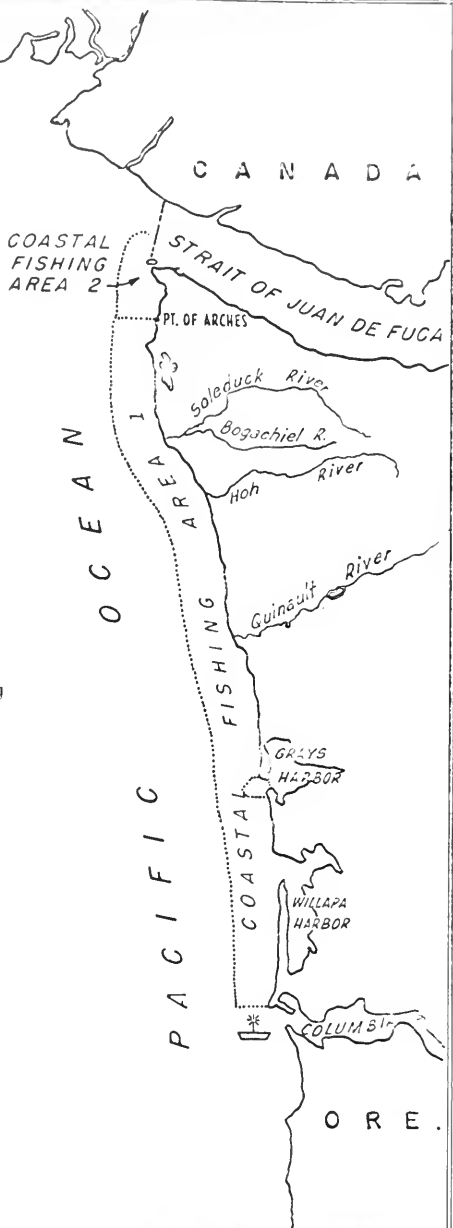 CANADA
COASTAL
FISHING
AREA 2
STRAIT OF JUAN DE FUCA
PT. OF ARCHES
Soleduck River
Bogachiel R.
Hoh River
Quinault River
PACIFIC OCEAN
COASTAL FISHING AREA 1
GRAYS
HARBOR
WILLAPA
HARBOR
ORE.